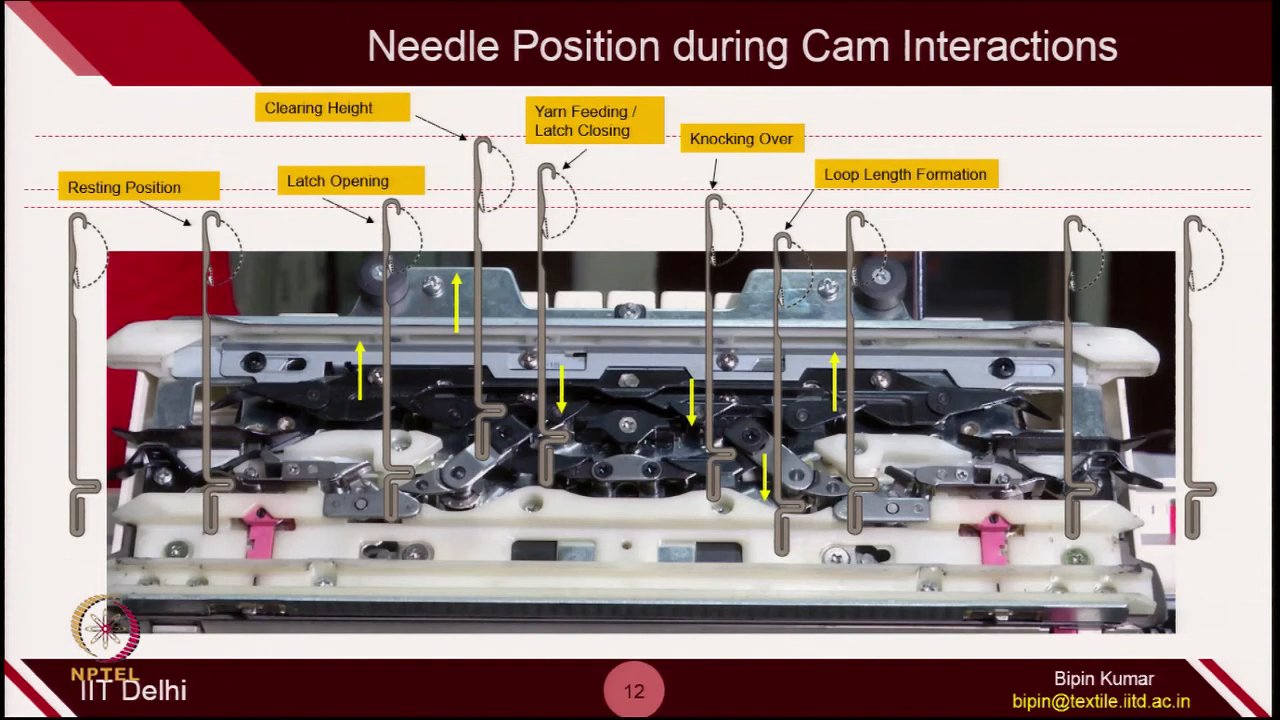 Needle Position during Cam Interactions
Clearing Height
Yarn Feeding /
Latch Closing
Knocking Over
Loop Length Formation
Latch Opening
Resting Position
NPTEL
IIT Delhi
12
Bipin Kumar
bipin@textile.iitd.ac.in